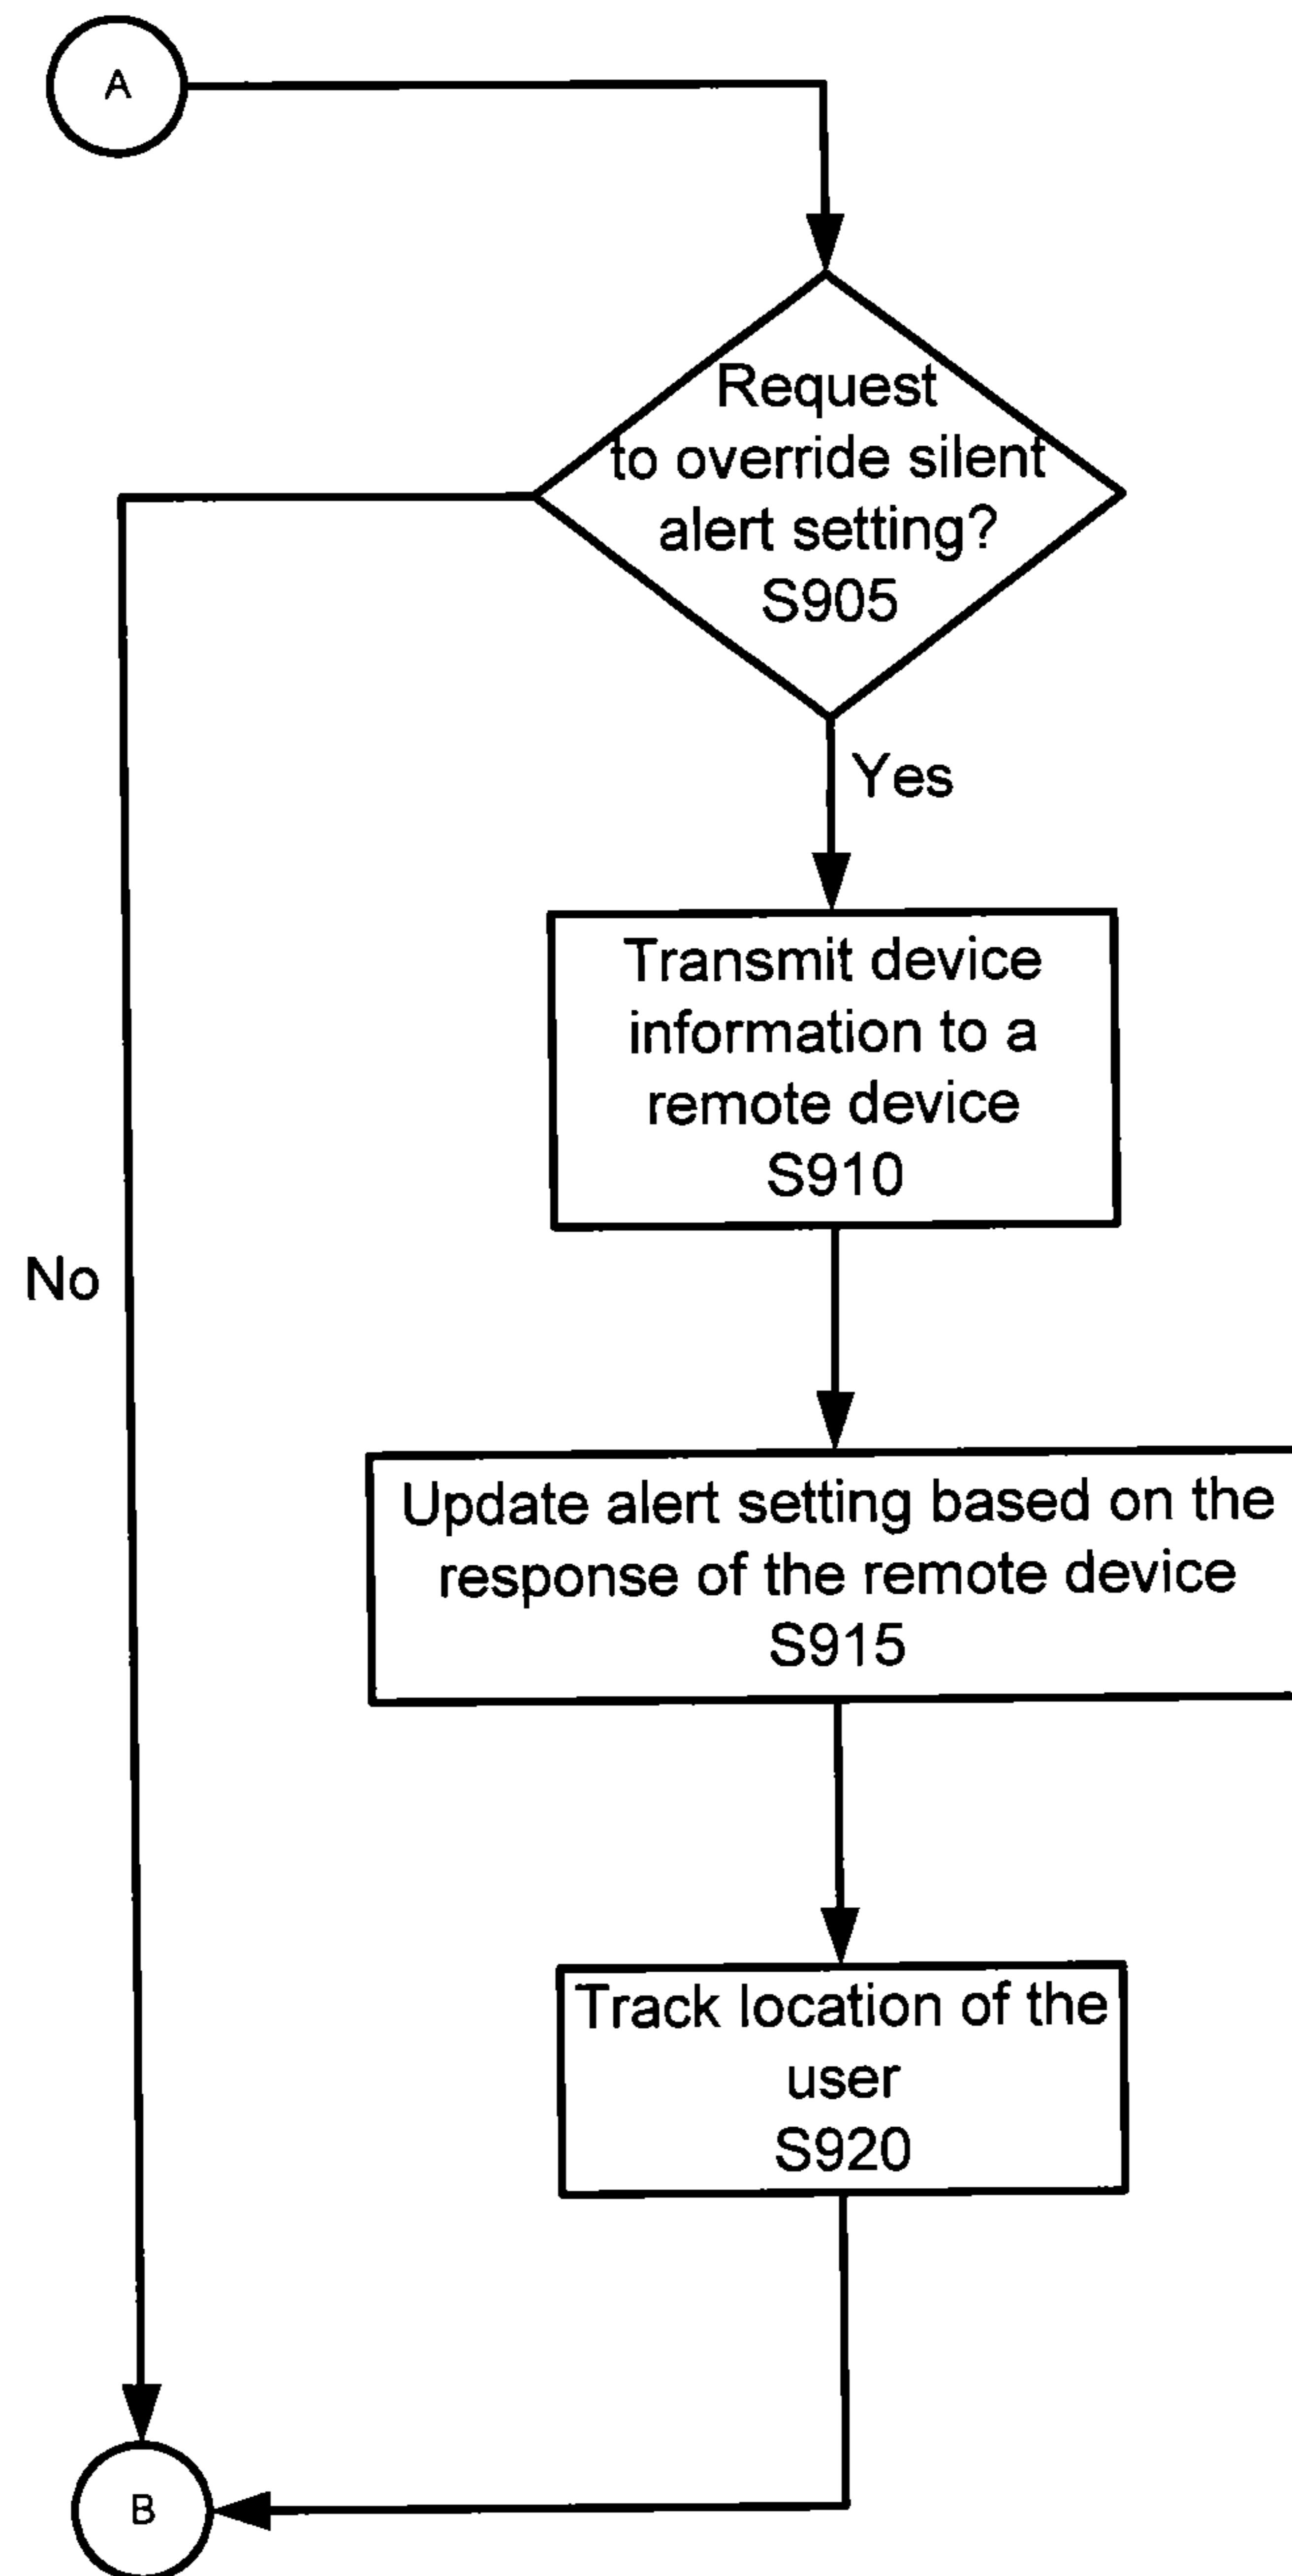 A
Request
to override silent
alert setting?
S905
Yes
Transmit device
information to a
remote device
S910
No
Update alert setting based on the
response of the remote device
S915
Track location of the
user
S920
B